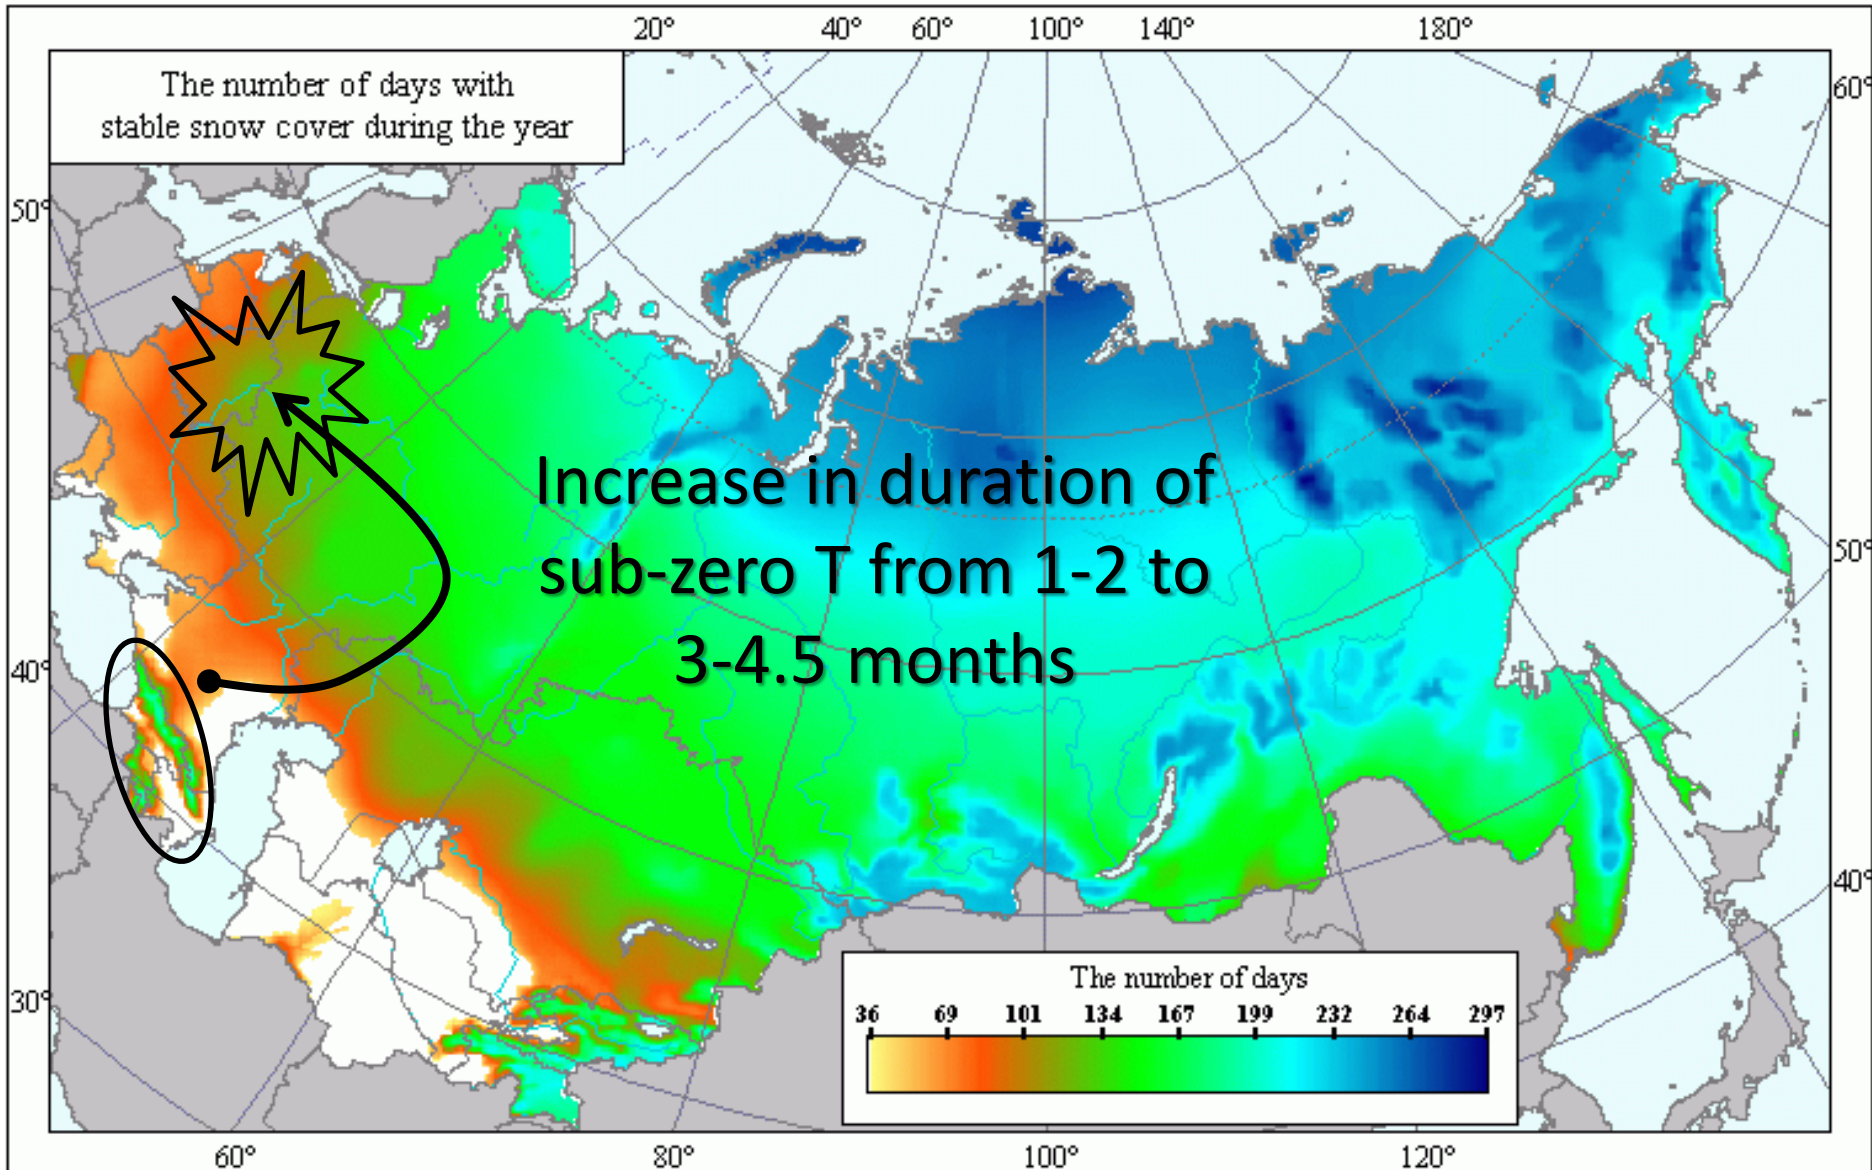 20° 40° 60° 100° 140° 180°
The number of days with
stable snow cover during the year
60°
50°
Increase in duration of
sub-zero T from 1-2 to
3-4.5 months
50°
40°
40°
30°
The number of days
36 69 101 134 167 199 232 264 297
60° 80° 100° 120°